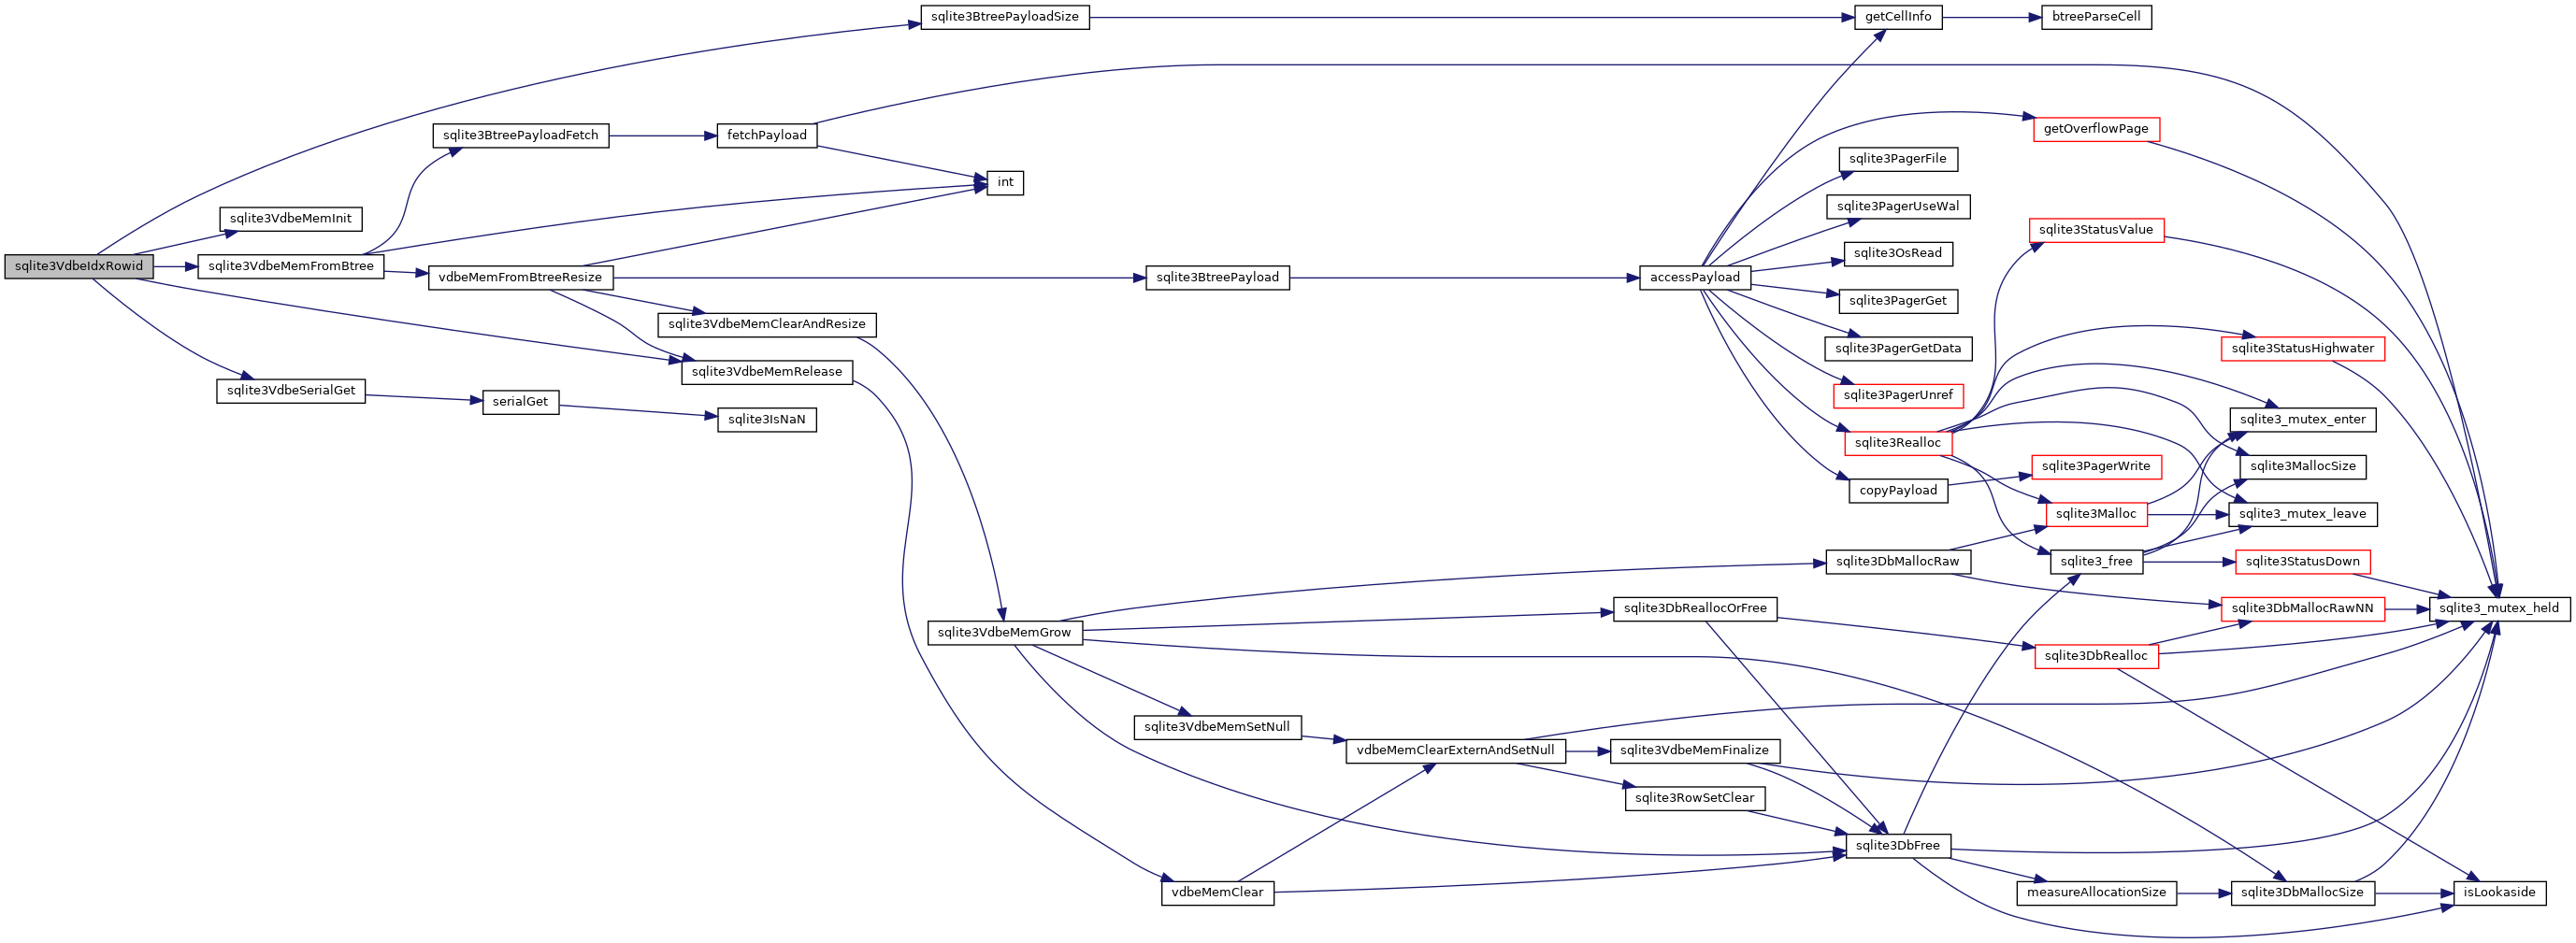 sqlite3VdbeIdxRowid
sqlite3BtreePayloadSize
getCellInfo
btreeParseCell
sqlite3VdbeMemInit
sqlite3VdbeMemFromBtree
sqlite3BtreePayloadFetch
fetchPayload
int
vdbeMemFromBtreeResize
sqlite3BtreePayload
sqlite3VdbeMemClearAndResize
sqlite3VdbeMemRelease
sqlite3VdbeSerialGet
serialGet
sqlite3IsNaN
accessPayload
getOverflowPage
sqlite3PagerFile
sqlite3PagerUseWal
sqlite3OsRead
sqlite3PagerGet
sqlite3PagerGetData
sqlite3PagerUnref
sqlite3Realloc
copyPayload
sqlite3PagerWrite
sqlite3StatusValue
sqlite3StatusHighwater
sqlite3_mutex_enter
sqlite3MallocSize
sqlite3Malloc
sqlite3_mutex_leave
sqlite3DbMallocRaw
sqlite3_free
sqlite3StatusDown
sqlite3DbReallocOrFree
sqlite3DbMallocRawNN
sqlite3_mutex_held
sqlite3VdbeMemGrow
sqlite3DbRealloc
sqlite3VdbeMemSetNull
vdbeMemClearExternAndSetNull
sqlite3VdbeMemFinalize
sqlite3RowSetClear
sqlite3DbFree
vdbeMemClear
measureAllocationSize
sqlite3DbMallocSize
isLookaside